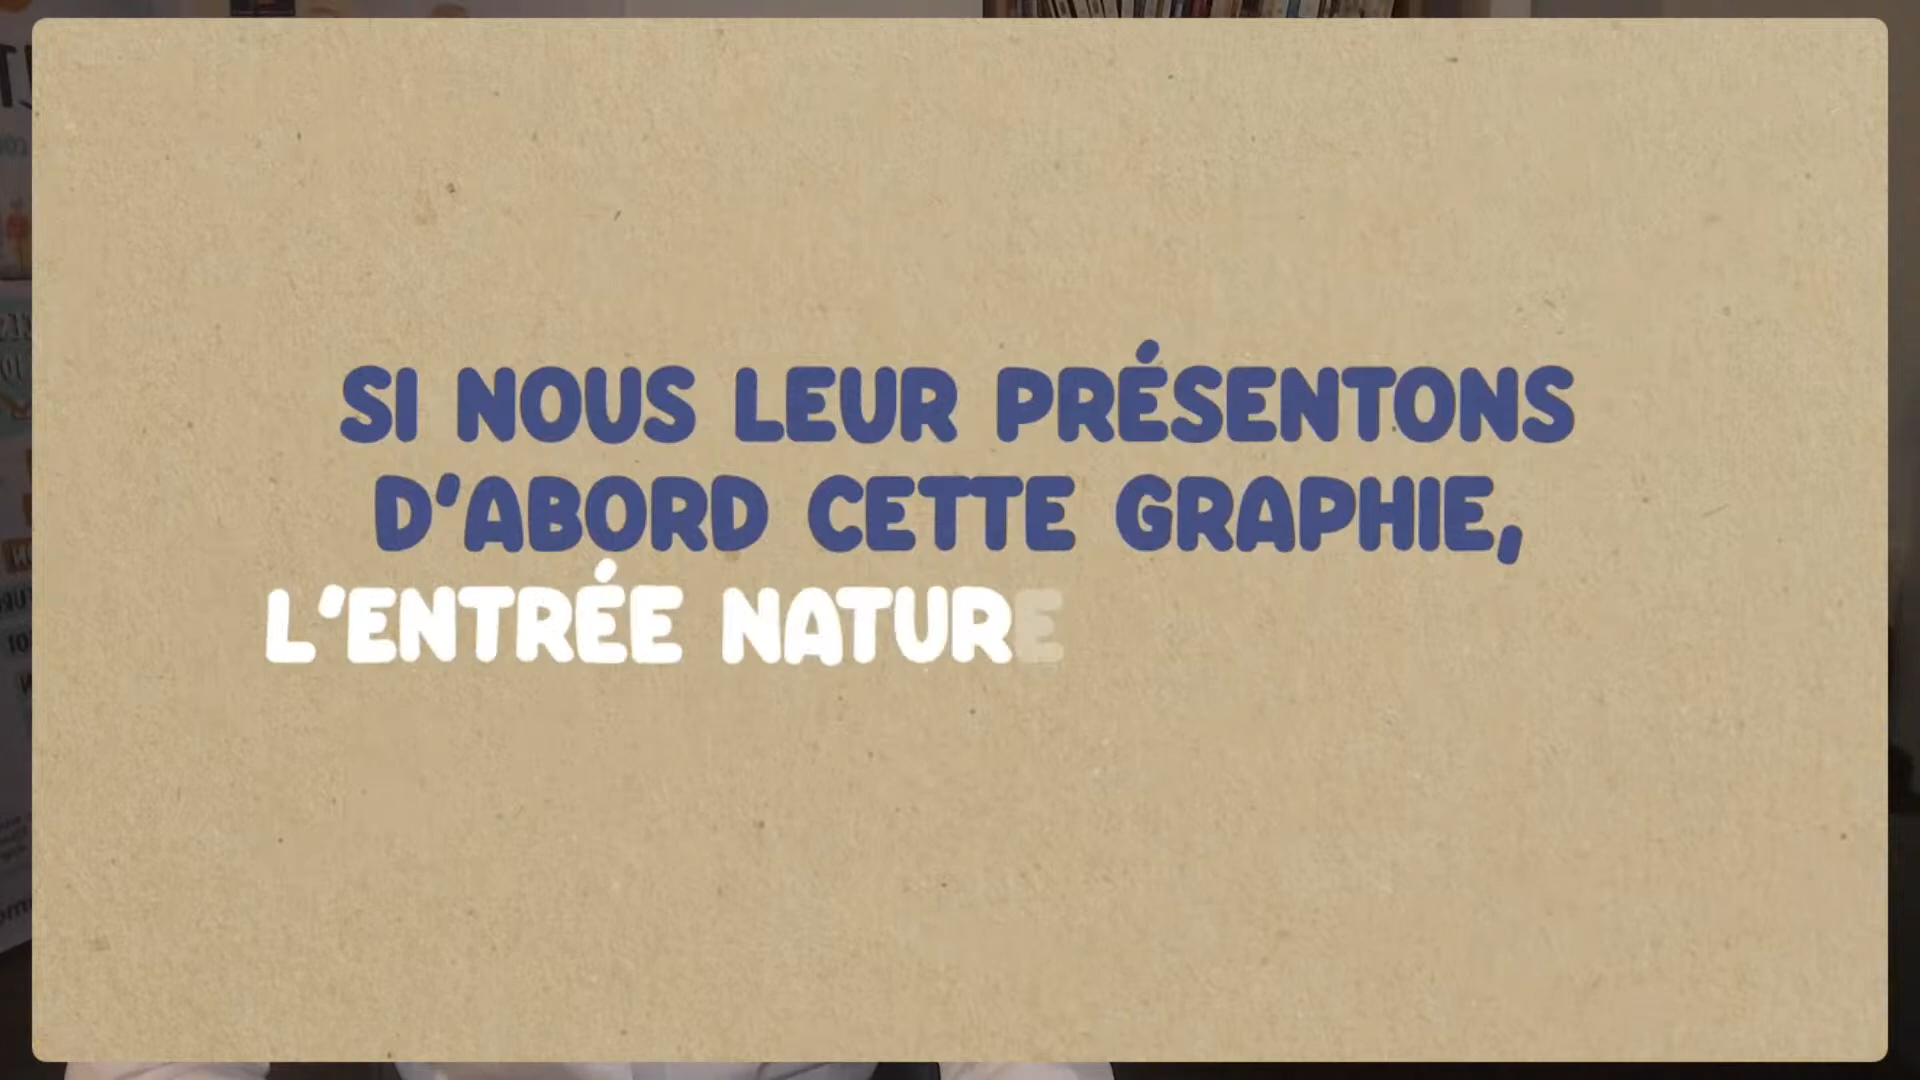 SI NOUS LEUR PRÉSENTONS
D'ABORD CETTE GRAPHIE,
L'ENTRÉE NATURE